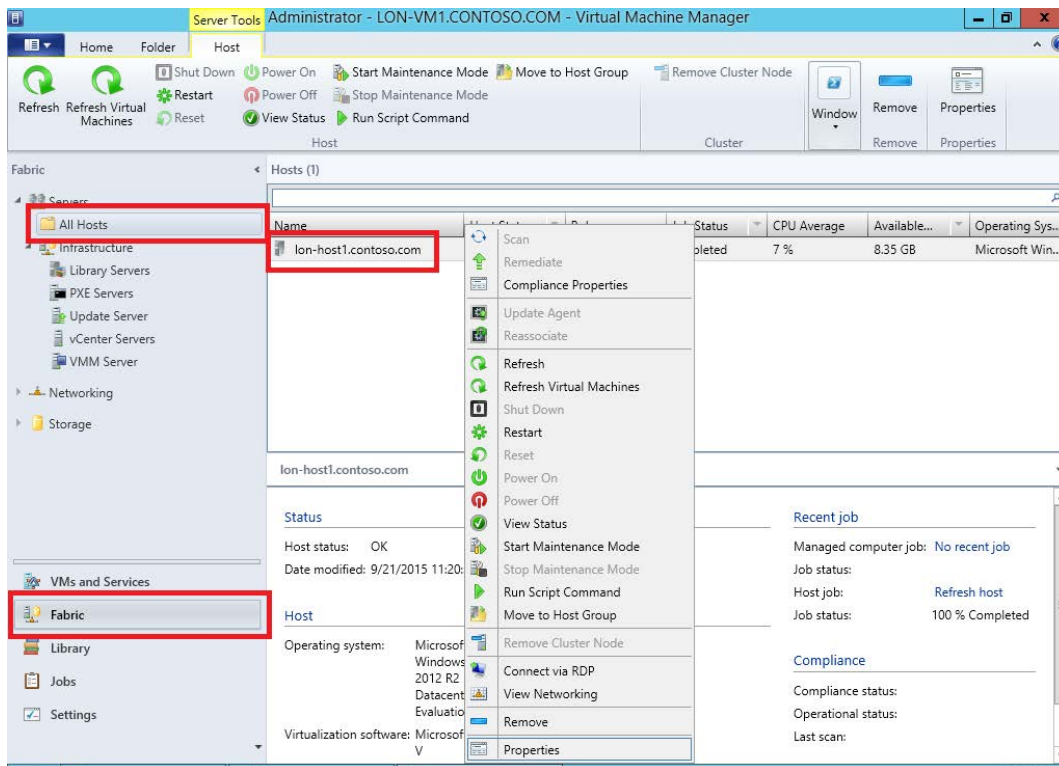 Server Tools
Administrator - LON-VM1.CONTOSO.COM - Virtual Machine Manager
Home
Folder
Host
Refresh
Refresh Virtual Machines
Shut Down
Restart
Reset
Power On
Power Off
View Status
Start Maintenance Mode
Stop Maintenance Mode
Run Script Command
Move to Host Group
Host
Remove Cluster Node
Cluster
Window
Remove
Remove
Properties
Properties
Fabric
Servers
All Hosts
Infrastructure
Library Servers
PXE Servers
Update Server
vCenter Servers
VMM Server
Networking
Storage
VMs and Services
Fabric
Library
Jobs
Settings
Hosts (1)
Name
Status
CPU Average
Available...
Operating Sys...
lon-host1.contoso.com
7 %
8.35 GB
Microsoft Win...
Scan
Remediate
Compliance Properties
Update Agent
Reassociate
Refresh
Refresh Virtual Machines
Shut Down
Restart
Reset
Power On
Power Off
View Status
Start Maintenance Mode
Stop Maintenance Mode
Run Script Command
Move to Host Group
Remove Cluster Node
Connect via RDP
View Networking
Remove
Properties
lon-host1.contoso.com
Status
Host status: OK
Date modified: 9/21/2015 11:20:
Host
Operating system: Microsof
Windows
2012 R2
Datacent
Evaluatio
Virtualization software: Microsof
V
Recent job
Managed computer job: No recent job
Job status:
Host job: Refresh host
Job status: 100 % Completed
Compliance
Compliance status:
Operational status:
Last scan: